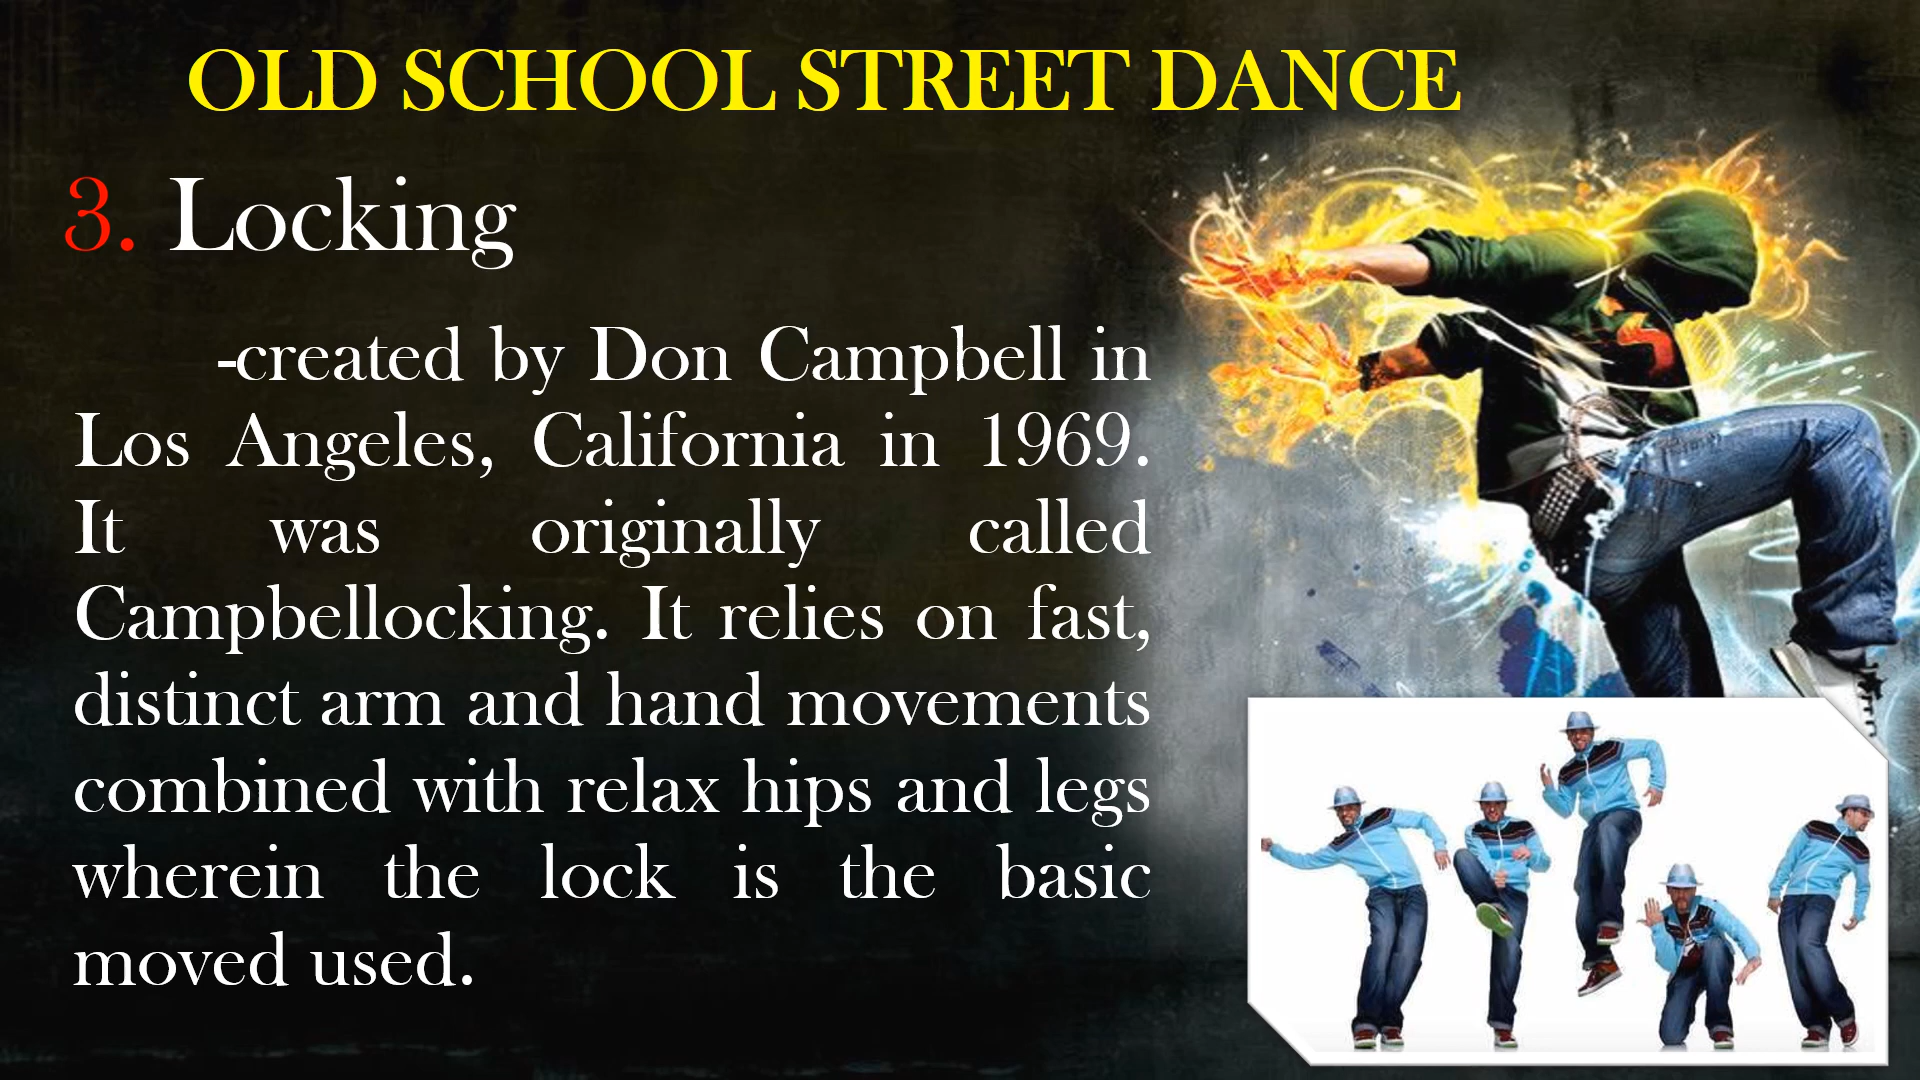 OLD SCHOOL STREET DANCE
3. Locking
-created by Don Campbell in
Los Angeles, California in 1969.
It was originally called
Campbellocking. It relies on fast,
distinct arm and hand movements
combined with relax hips and legs
wherein the lock is the basic
moved used.